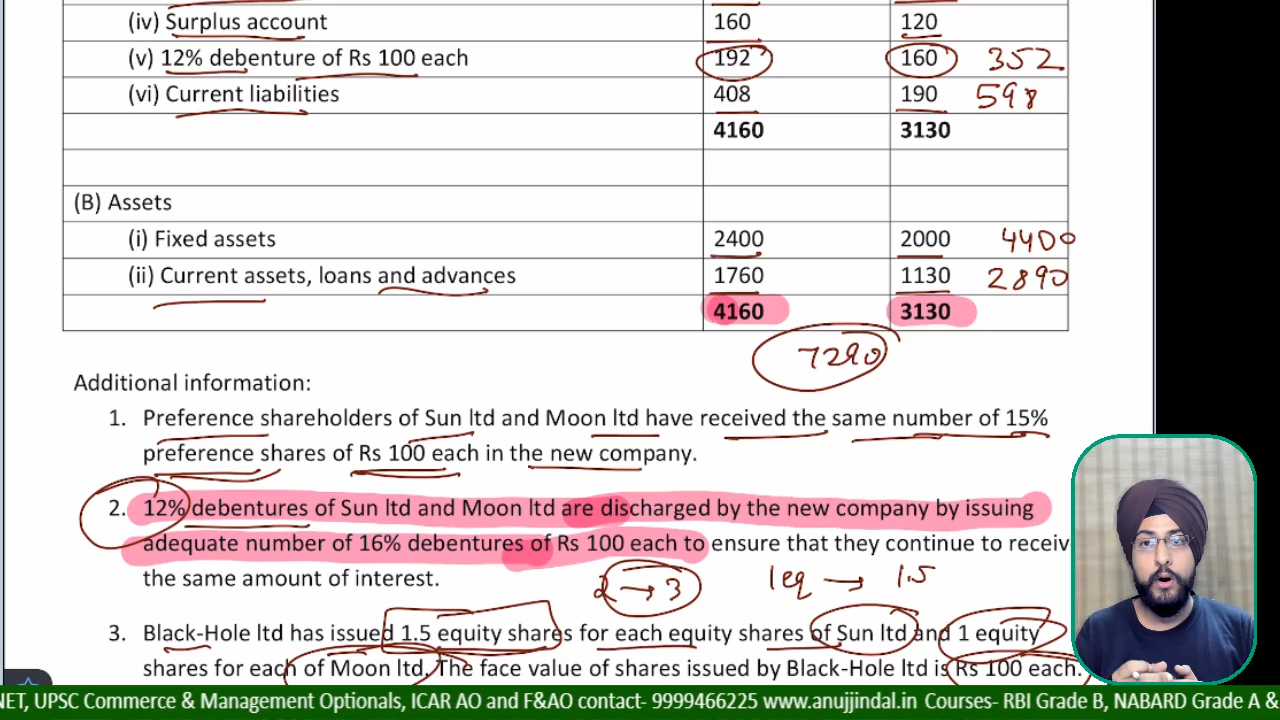 (iv) Surplus account 160 120
(v) 12% debenture of Rs 100 each 192 160 352
(vi) Current liabilities 408 190 598
4160 3130
(B) Assets
(i) Fixed assets 2400 2000 4400
(ii) Current assets, loans and advances 1760 1130 2890
4160 3130
7290
Additional information:
1. Preference shareholders of Sun ltd and Moon ltd have received the same number of 15%
preference shares of Rs 100 each in the new company.
2. 12% debentures of Sun ltd and Moon ltd are discharged by the new company by issuing
adequate number of 16% debentures of Rs 100 each to ensure that they continue to receiv
the same amount of interest.
2 → 3 1eq → 1.5
3. Black-Hole ltd has issued 1.5 equity shares for each equity shares of Sun ltd and 1 equity
shares for each of Moon ltd. The face value of shares issued by Black-Hole ltd is Rs 100 each.
NET, UPSC Commerce & Management Optionals, ICAR AO and F&AO contact- 9999466225 www.anujjindal.in Courses- RBI Grade B, NABARD Grade A &